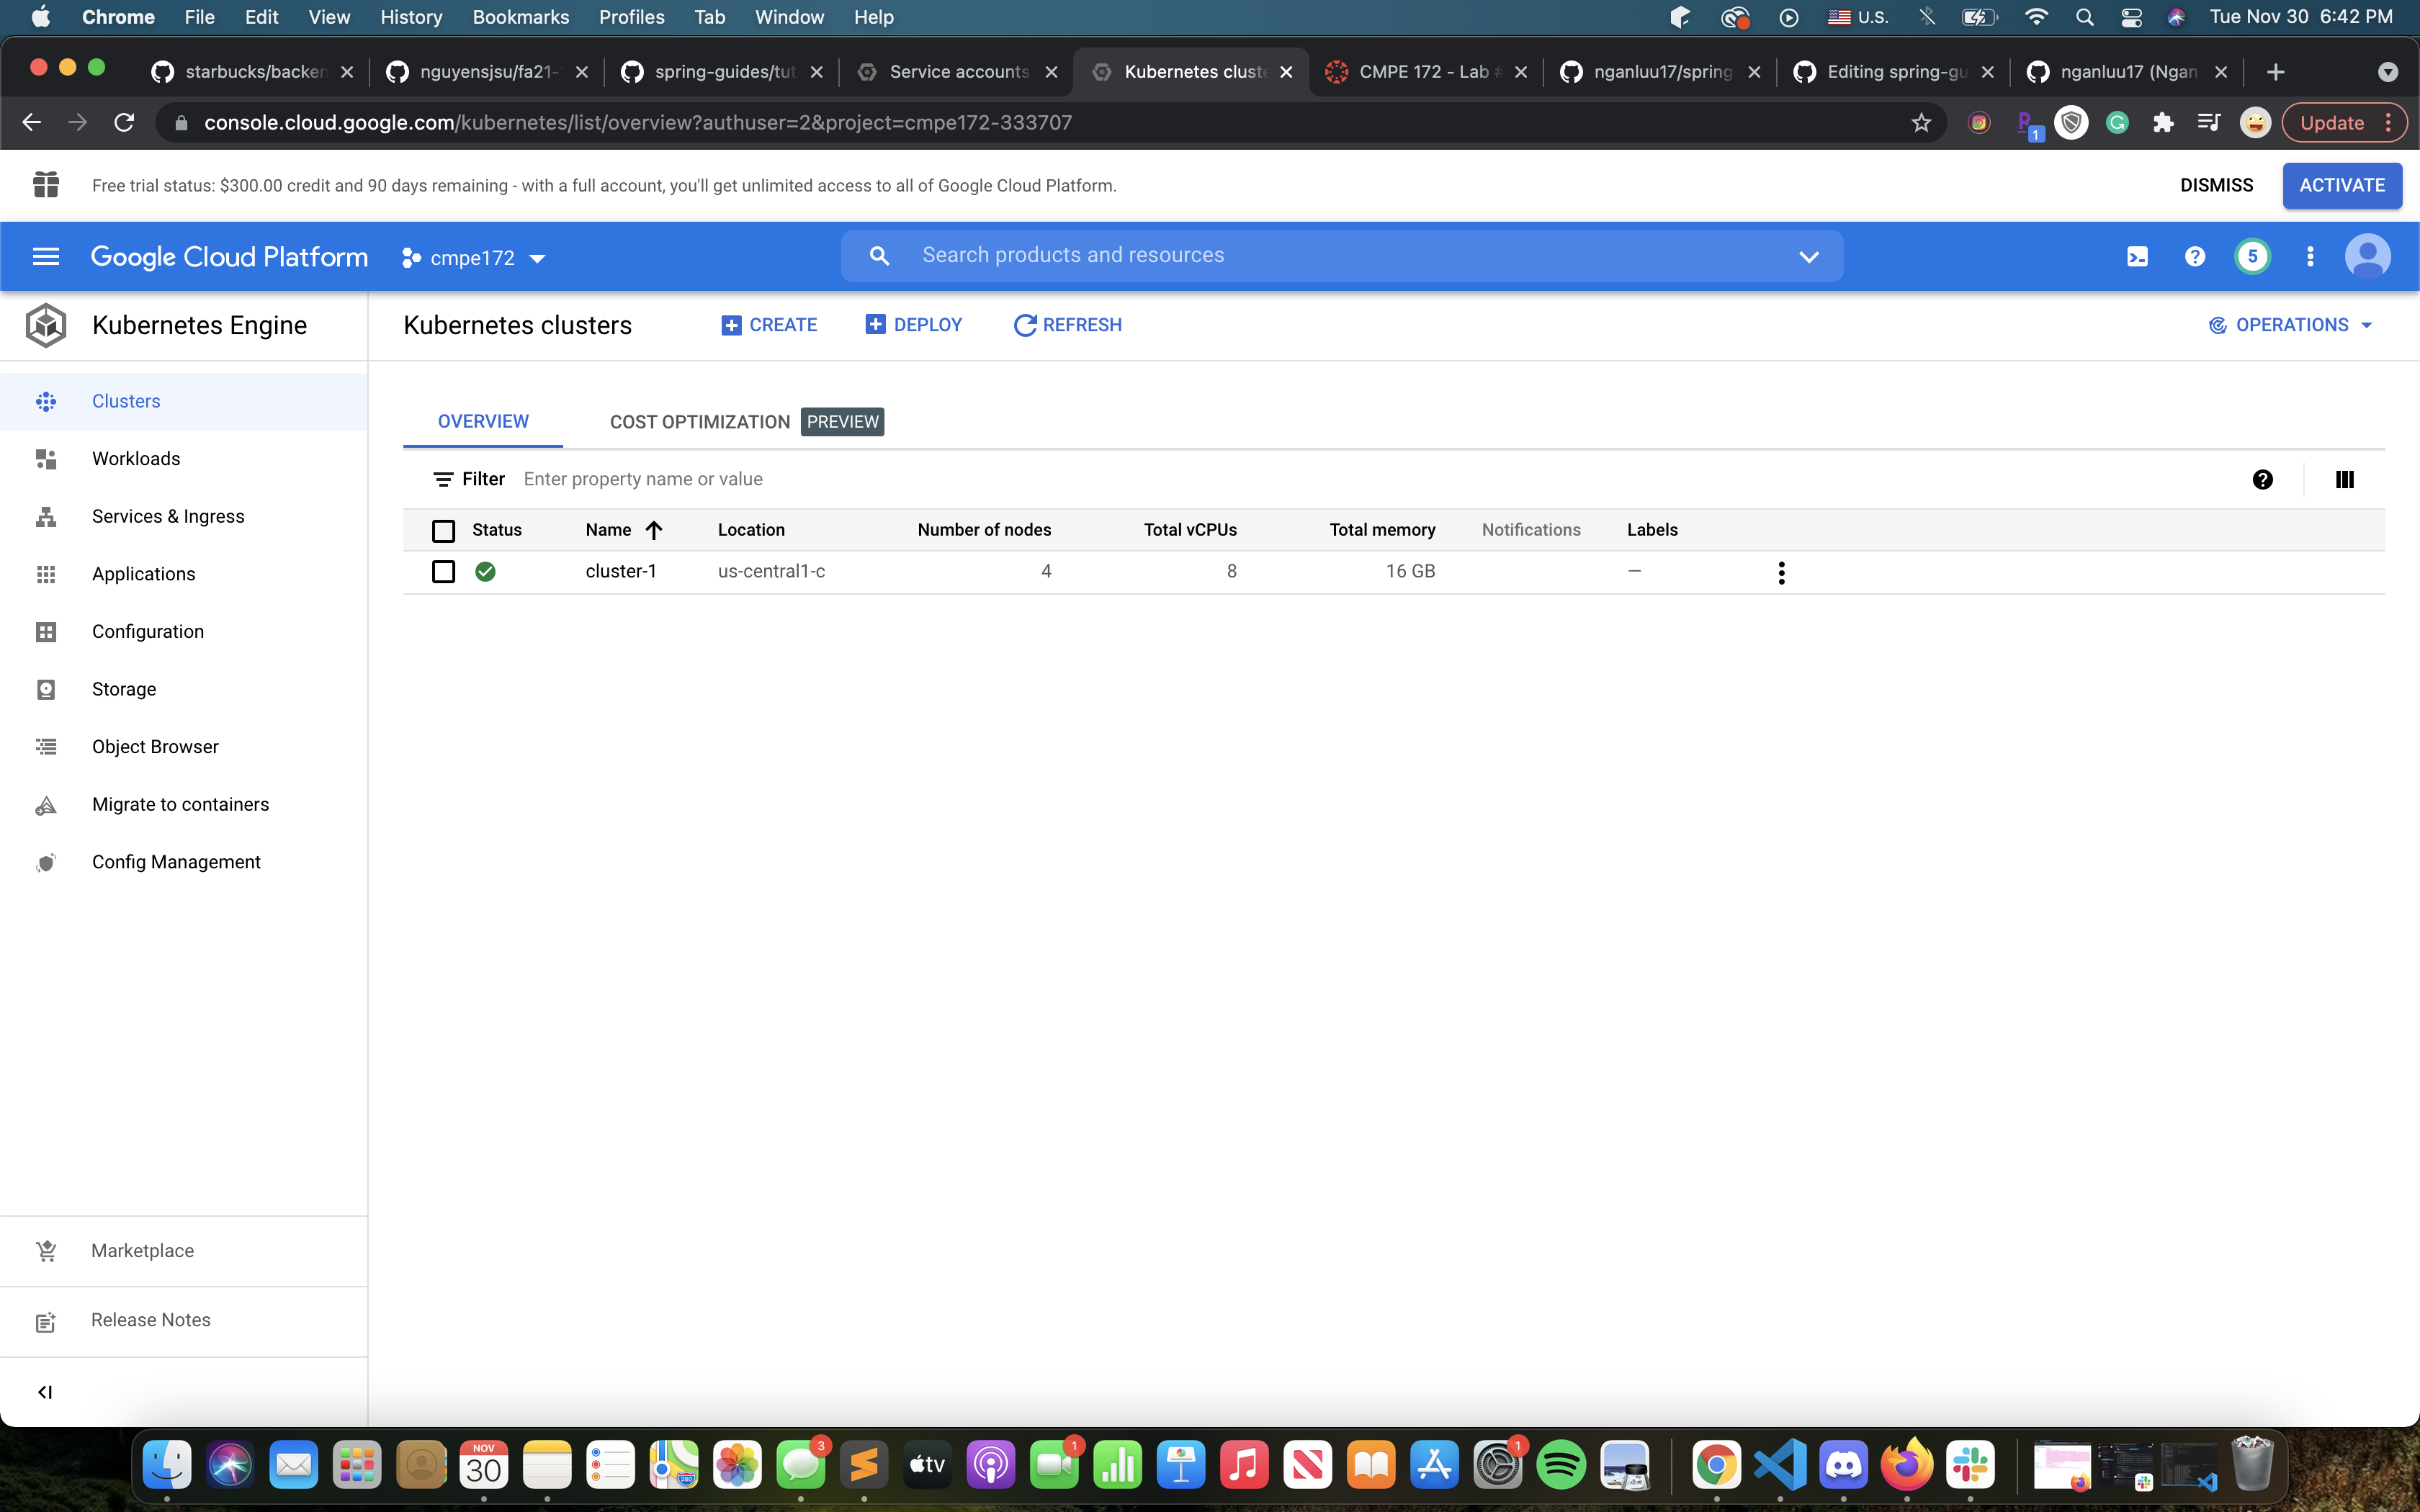 Chrome File Edit View History Bookmarks Profiles Tab Window Help U.S. Tue Nov 30 6:42 PM
starbucks/backen nguyensjsu/fa21- spring-guides/tut Service accounts Kubernetes cluste CMPE 172 - Lab # nganluu17/spring Editing spring-gu nganluu17 (Ngan
console.cloud.google.com/kubernetes/list/overview?authuser=2&project=cmpe172-333707 1 Update
Free trial status: $300.00 credit and 90 days remaining - with a full account, you'll get unlimited access to all of Google Cloud Platform. DISMISS ACTIVATE
Google Cloud Platform cmpe172 Search products and resources 5
Kubernetes Engine Kubernetes clusters CREATE DEPLOY REFRESH OPERATIONS
Clusters
OVERVIEW COST OPTIMIZATION PREVIEW
Workloads
Filter Enter property name or value
Services & Ingress
Status Name Location Number of nodes Total vCPUs Total memory Notifications Labels
cluster-1 us-central1-c 4 8 16 GB –
Applications
Configuration
Storage
Object Browser
Migrate to containers
Config Management
Marketplace
Release Notes
NOV
30
3
tv
1
280
1